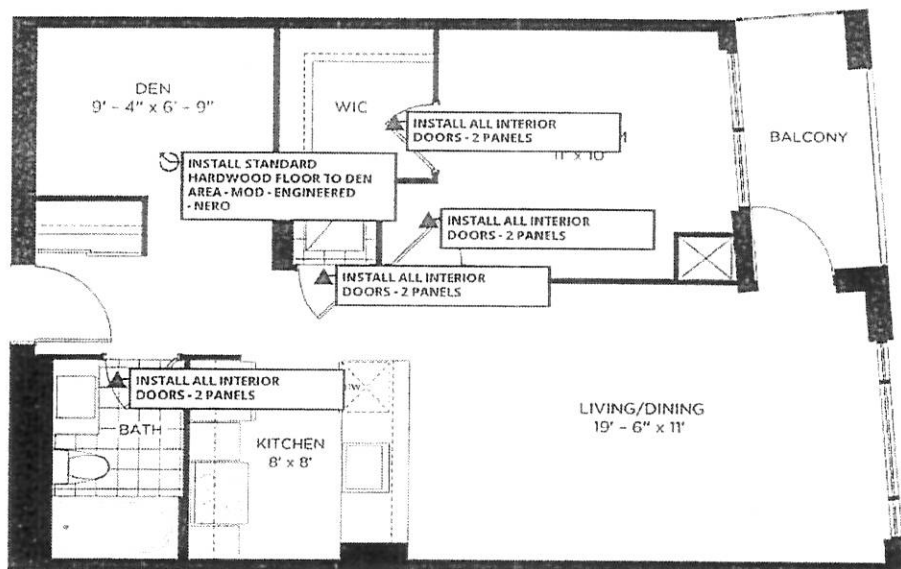 DEN
9' - 4" x 6' - 9"
WIC
INSTALL ALL INTERIOR
DOORS - 2 PANELS
11' x 10'
BALCONY
INSTALL STANDARD
HARDWOOD FLOOR TO DEN
AREA - MOD - ENGINEERED
- NERO
INSTALL ALL INTERIOR
DOORS - 2 PANELS
INSTALL ALL INTERIOR
DOORS - 2 PANELS
INSTALL ALL INTERIOR
DOORS - 2 PANELS
BATH
KITCHEN
8' x 8'
LIVING/DINING
19' - 6" x 11'